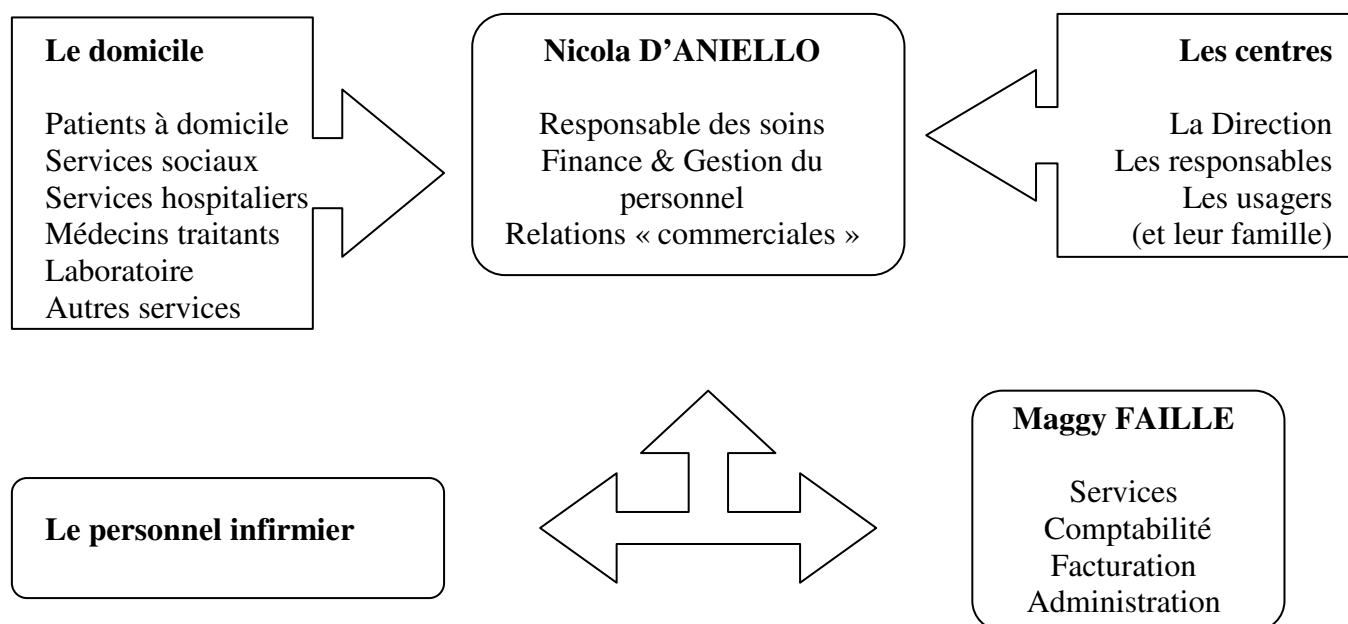 Le domicile
Patients à domicile
Services sociaux
Services hospitaliers
Médecins traitants
Laboratoire
Autres services
Nicola D’ANIELLO
Responsable des soins
Finance & Gestion du
personnel
Relations « commerciales »
Les centres
La Direction
Les responsables
Les usagers
(et leur famille)
Le personnel infirmier
Maggy FAILLE
Services
Comptabilité
Facturation
Administration